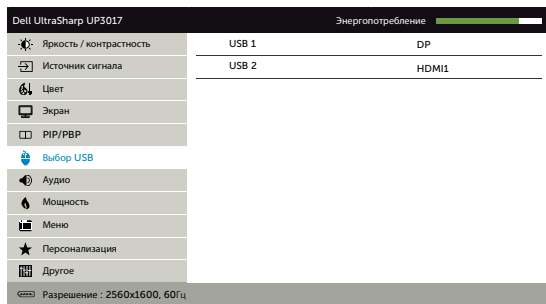 Dell UltraSharp UP3017 Энергопотребление
Яркость / контрастность USB 1 DP
Источник сигнала USB 2 HDMI1
Цвет
Экран
PIP/PBP
Выбор USB
Аудио
Мощность
Меню
Персонализация
Другое
Разрешение : 2560x1600, 60Гц